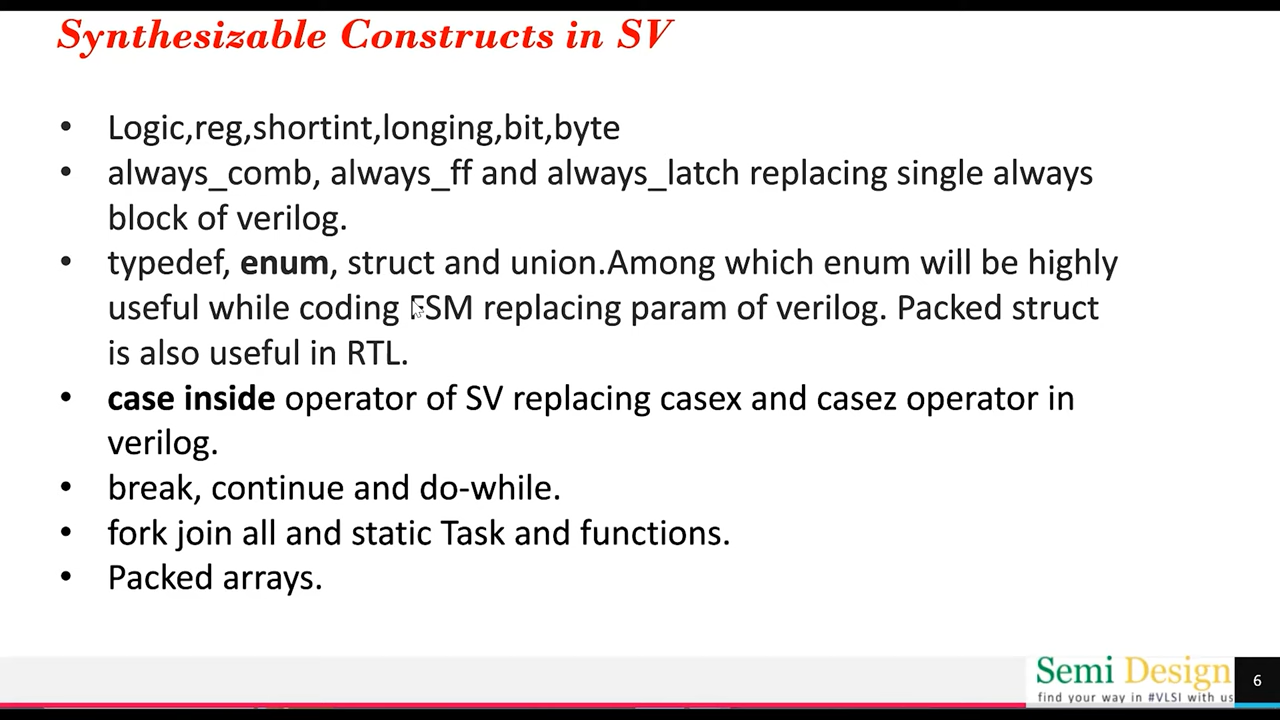 Synthesizable Constructs in SV
• Logic,reg,shortint,longing,bit,byte
• always_comb, always_ff and always_latch replacing single always
block of verilog.
• typedef, enum, struct and union.Among which enum will be highly
useful while coding FSM replacing param of verilog. Packed struct
is also useful in RTL.
• case inside operator of SV replacing casex and casez operator in
verilog.
• break, continue and do-while.
• fork join all and static Task and functions.
• Packed arrays.
Semi Design
find your way in #VLSI with us
6